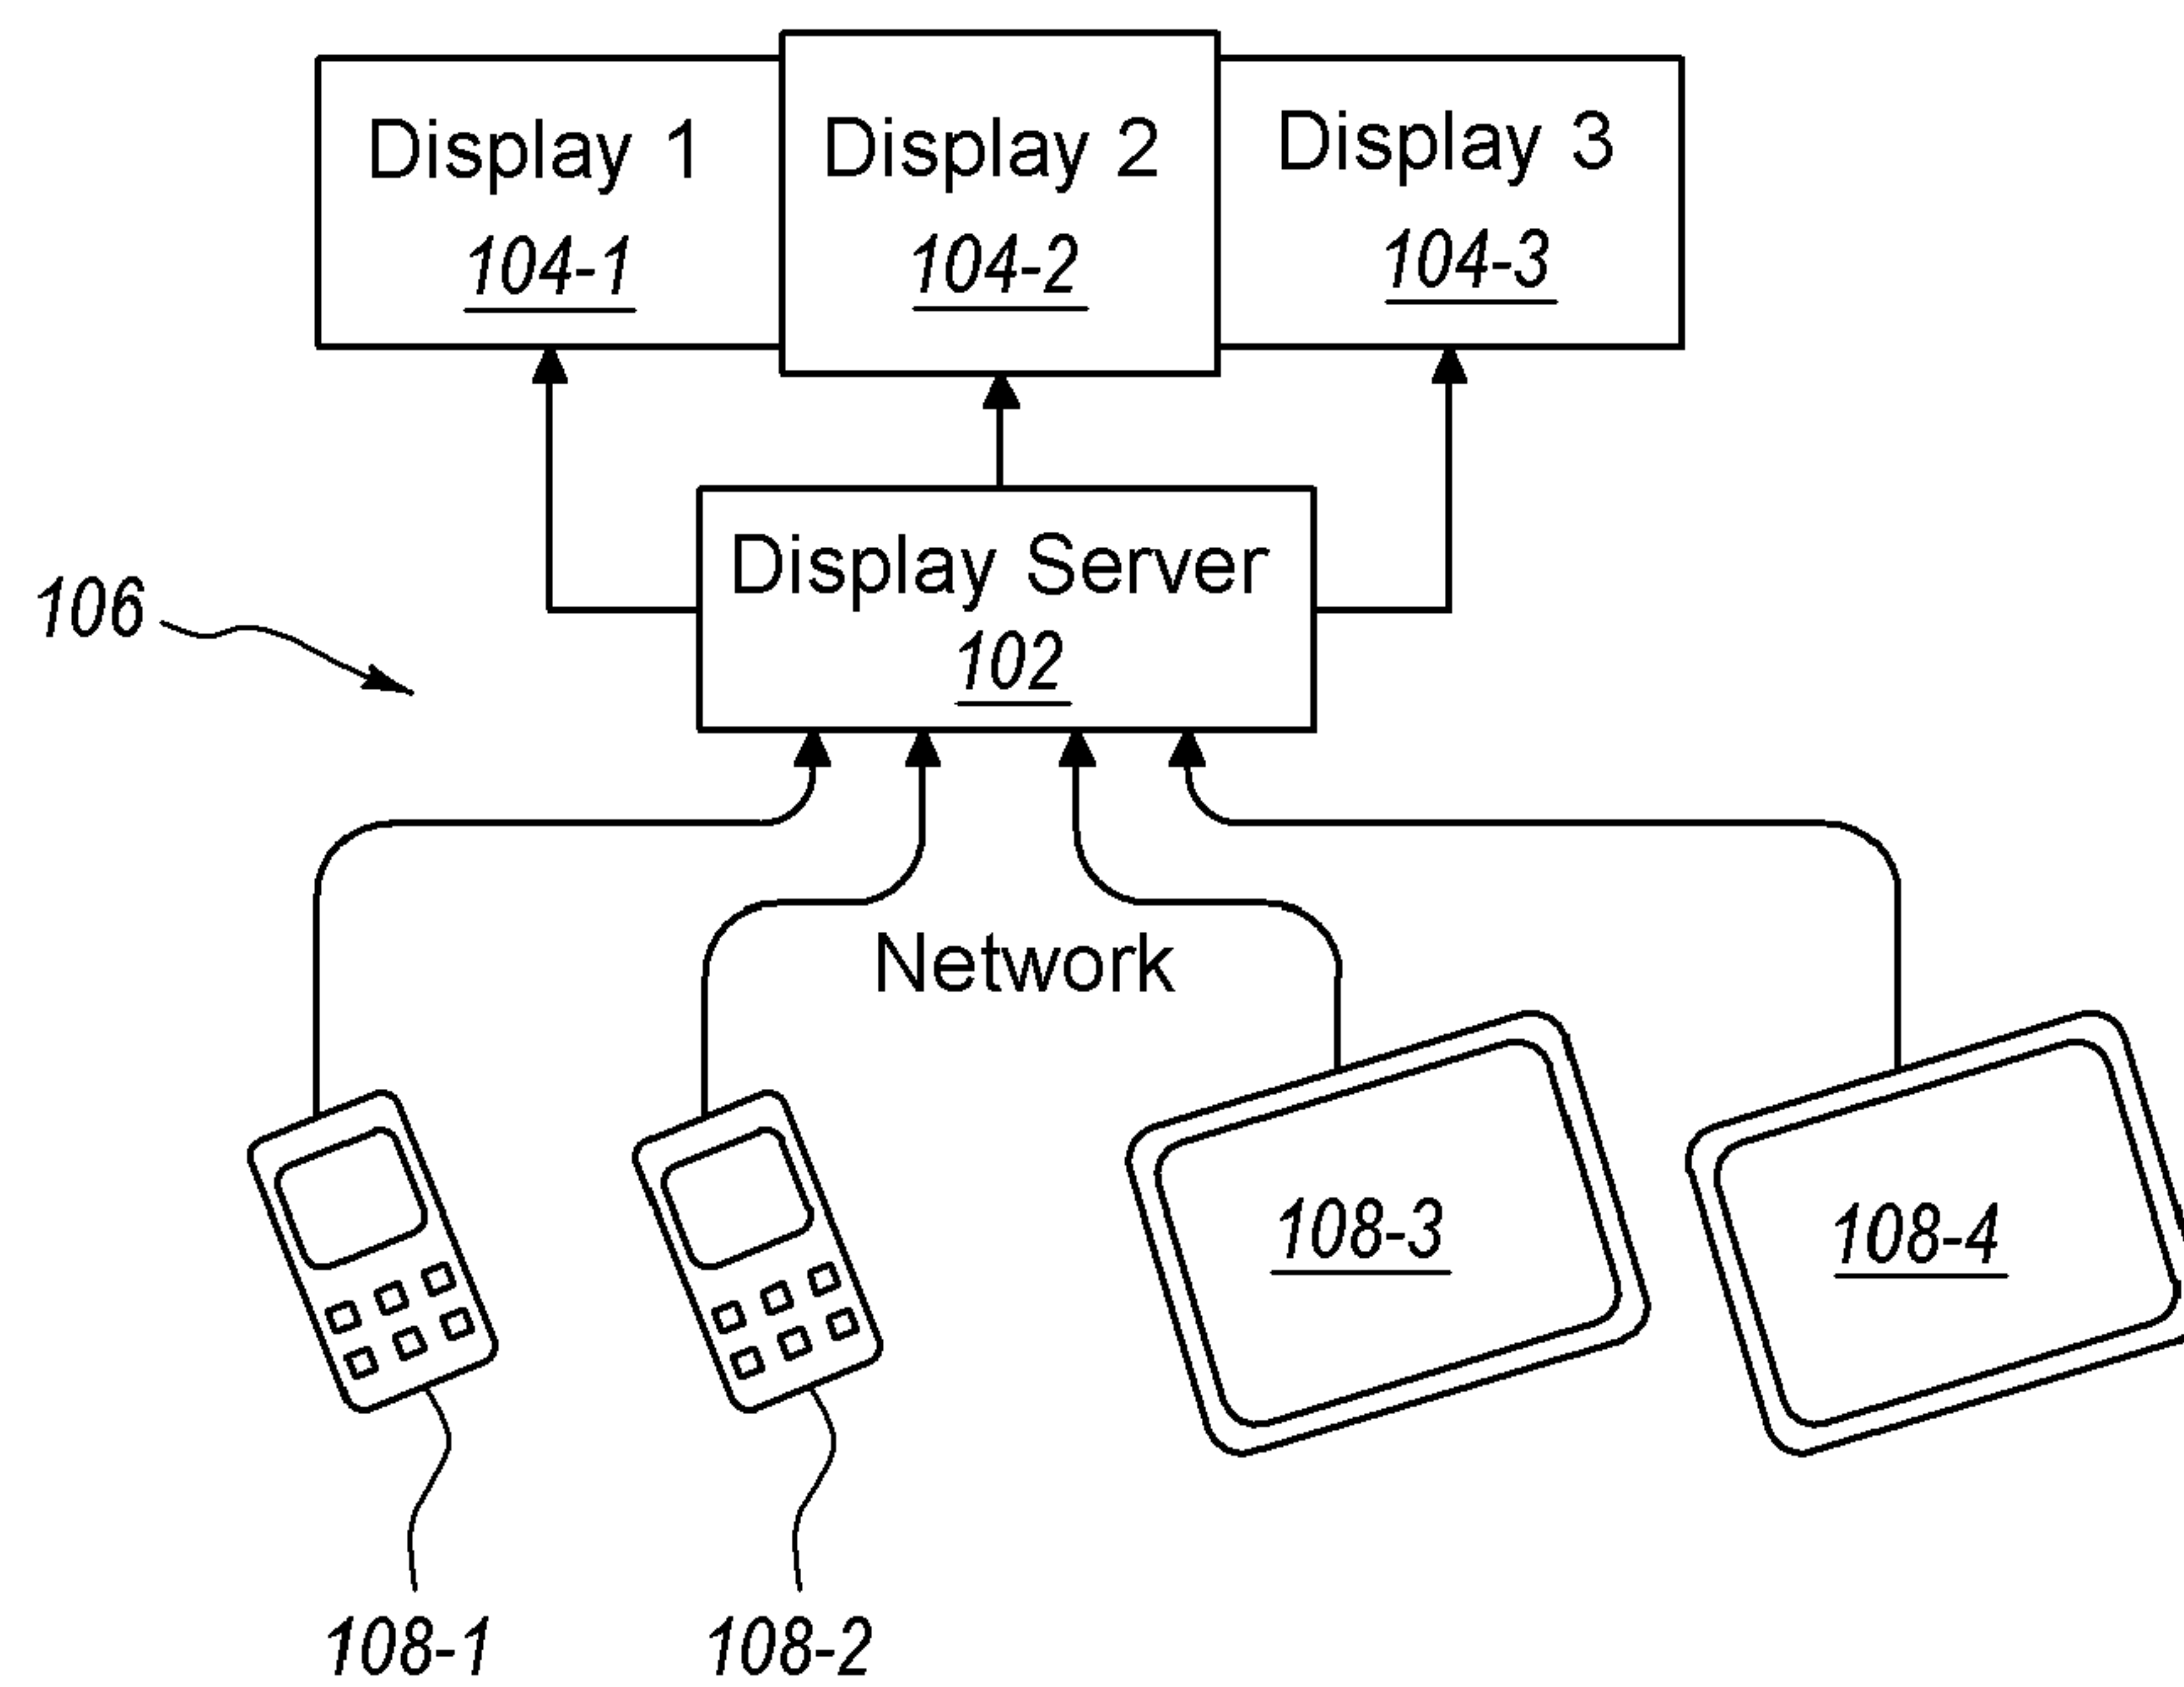 Display 1
104-1
Display 2
104-2
Display 3
104-3
Display Server
102
106
Network
108-3
108-4
108-1
108-2